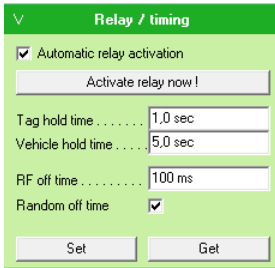 Relay / timing
Automatic relay activation
Activate relay now !
Tag hold time . . . . . . . 1,0 sec
Vehicle hold time . . . . . 5,0 sec
RF off time . . . . . . . . . 100 ms
Random off time
Set Get